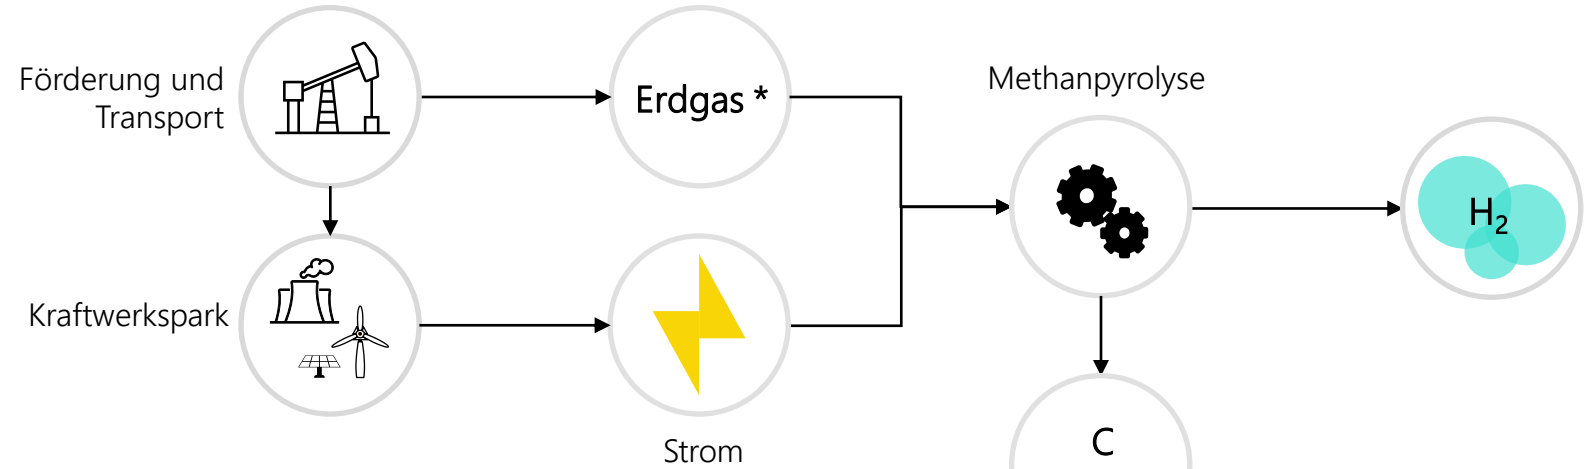 Förderung und
Transport
Erdgas *
Methanpyrolyse
H₂
Kraftwerkspark
Strom
C